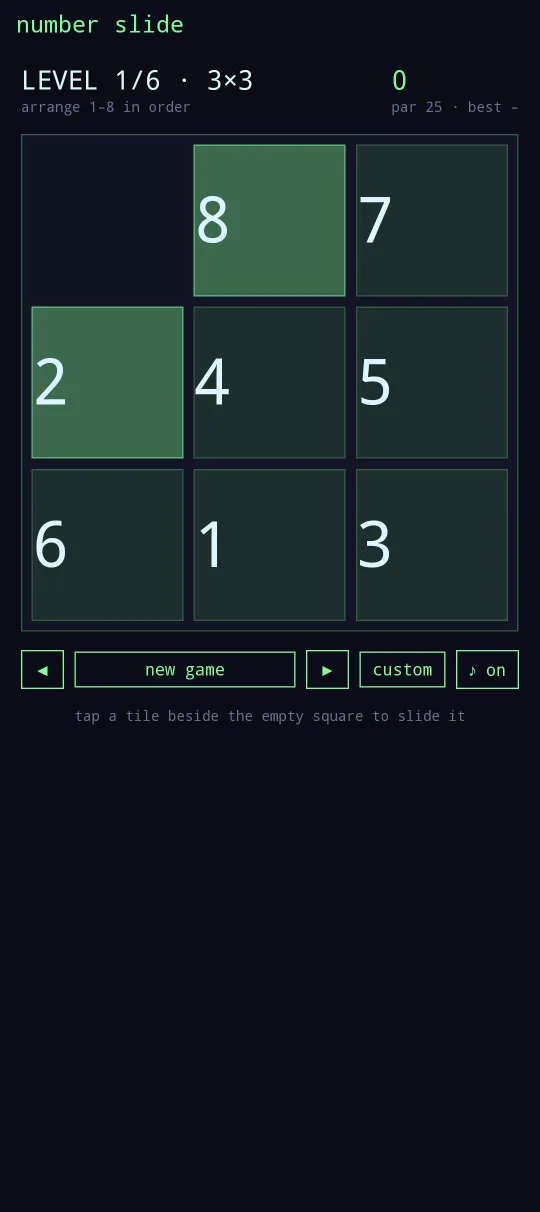 number slide
LEVEL 1/6 · 3×3 0
arrange 1–8 in order par 25 · best –
8 7
2 4 5
6 1 3
◀ new game ▶ custom ♪ on
tap a tile beside the empty square to slide it